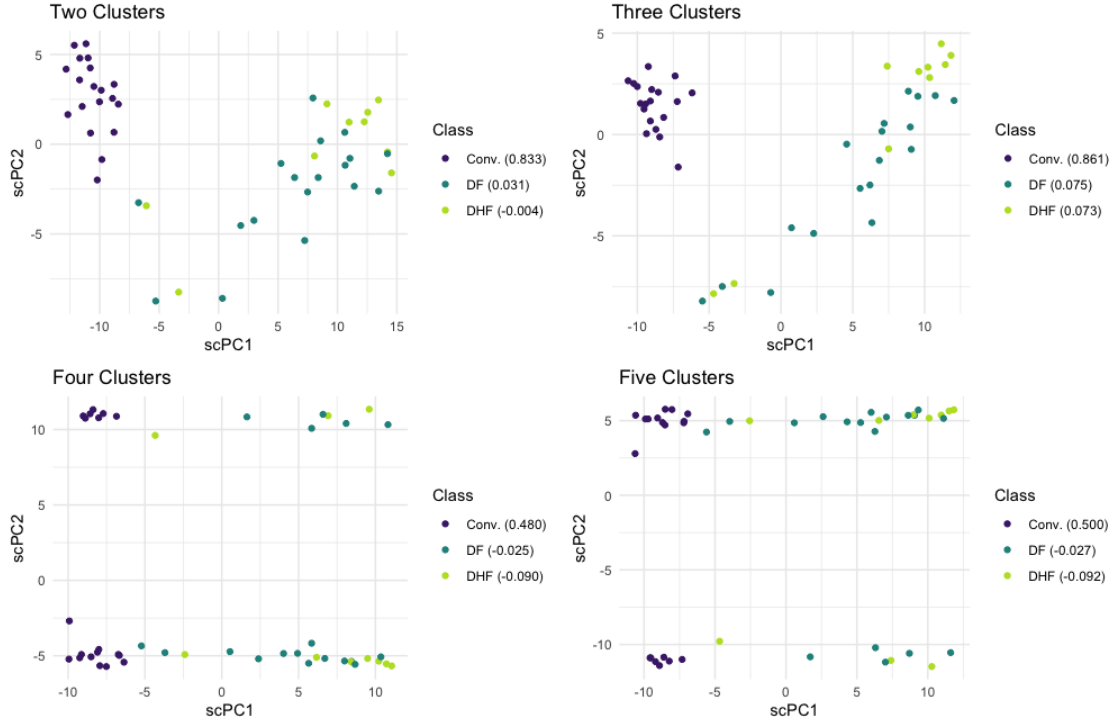 Two Clusters
5
0
-5
scPC2
-10
-5
0
5
10
15
scPC1
Class
Conv. (0.833)
DF (0.031)
DHF (-0.004)
Three Clusters
5
0
-5
scPC2
-10
-5
0
5
10
scPC1
Class
Conv. (0.861)
DF (0.075)
DHF (0.073)
Four Clusters
10
5
0
-5
scPC2
-10
-5
0
5
10
scPC1
Class
Conv. (0.480)
DF (-0.025)
DHF (-0.090)
Five Clusters
5
0
-5
-10
scPC2
-10
-5
0
5
10
scPC1
Class
Conv. (0.500)
DF (-0.027)
DHF (-0.092)